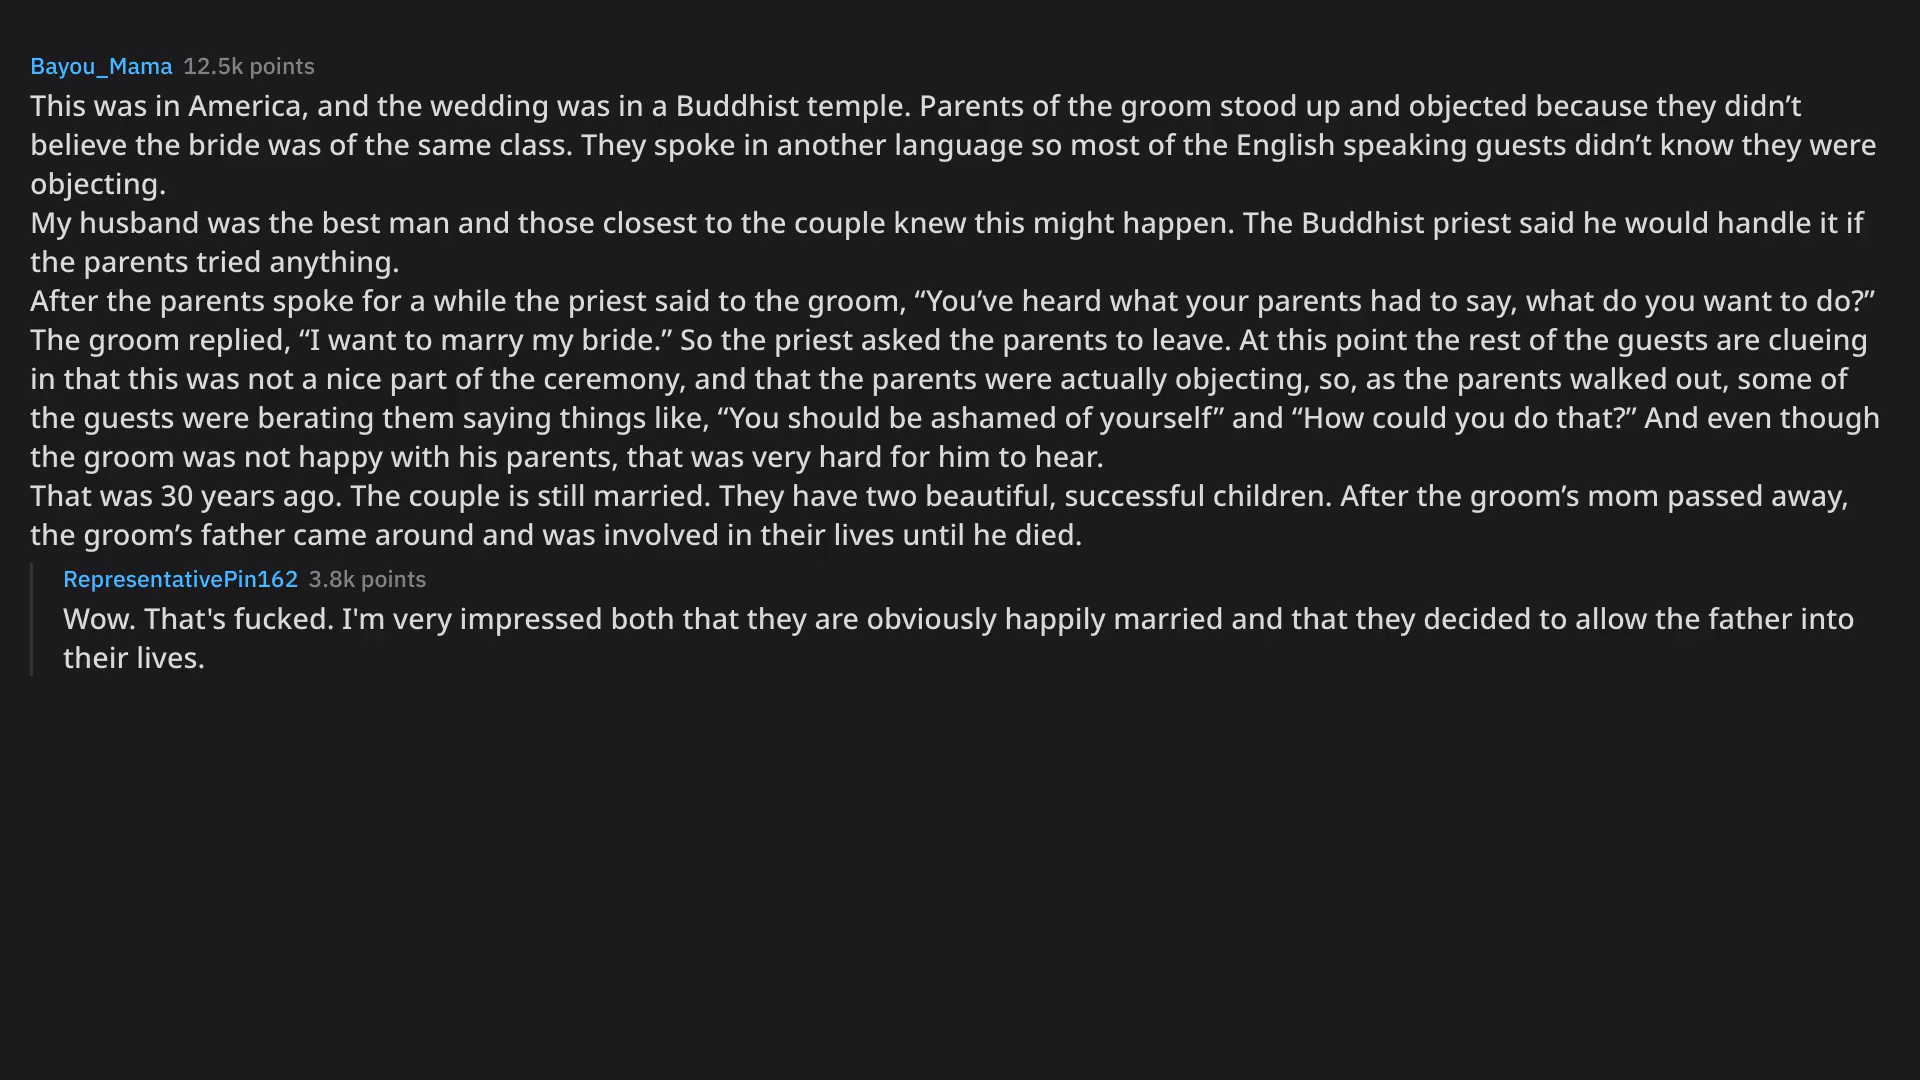 Bayou_Mama 12.5k points
This was in America, and the wedding was in a Buddhist temple. Parents of the groom stood up and objected because they didn’t
believe the bride was of the same class. They spoke in another language so most of the English speaking guests didn’t know they were
objecting.
My husband was the best man and those closest to the couple knew this might happen. The Buddhist priest said he would handle it if
the parents tried anything.
After the parents spoke for a while the priest said to the groom, “You’ve heard what your parents had to say, what do you want to do?”
The groom replied, “I want to marry my bride.” So the priest asked the parents to leave. At this point the rest of the guests are clueing
in that this was not a nice part of the ceremony, and that the parents were actually objecting, so, as the parents walked out, some of
the guests were berating them saying things like, “You should be ashamed of yourself” and “How could you do that?” And even though
the groom was not happy with his parents, that was very hard for him to hear.
That was 30 years ago. The couple is still married. They have two beautiful, successful children. After the groom’s mom passed away,
the groom’s father came around and was involved in their lives until he died.
RepresentativePin162 3.8k points
Wow. That's fucked. I'm very impressed both that they are obviously happily married and that they decided to allow the father into
their lives.